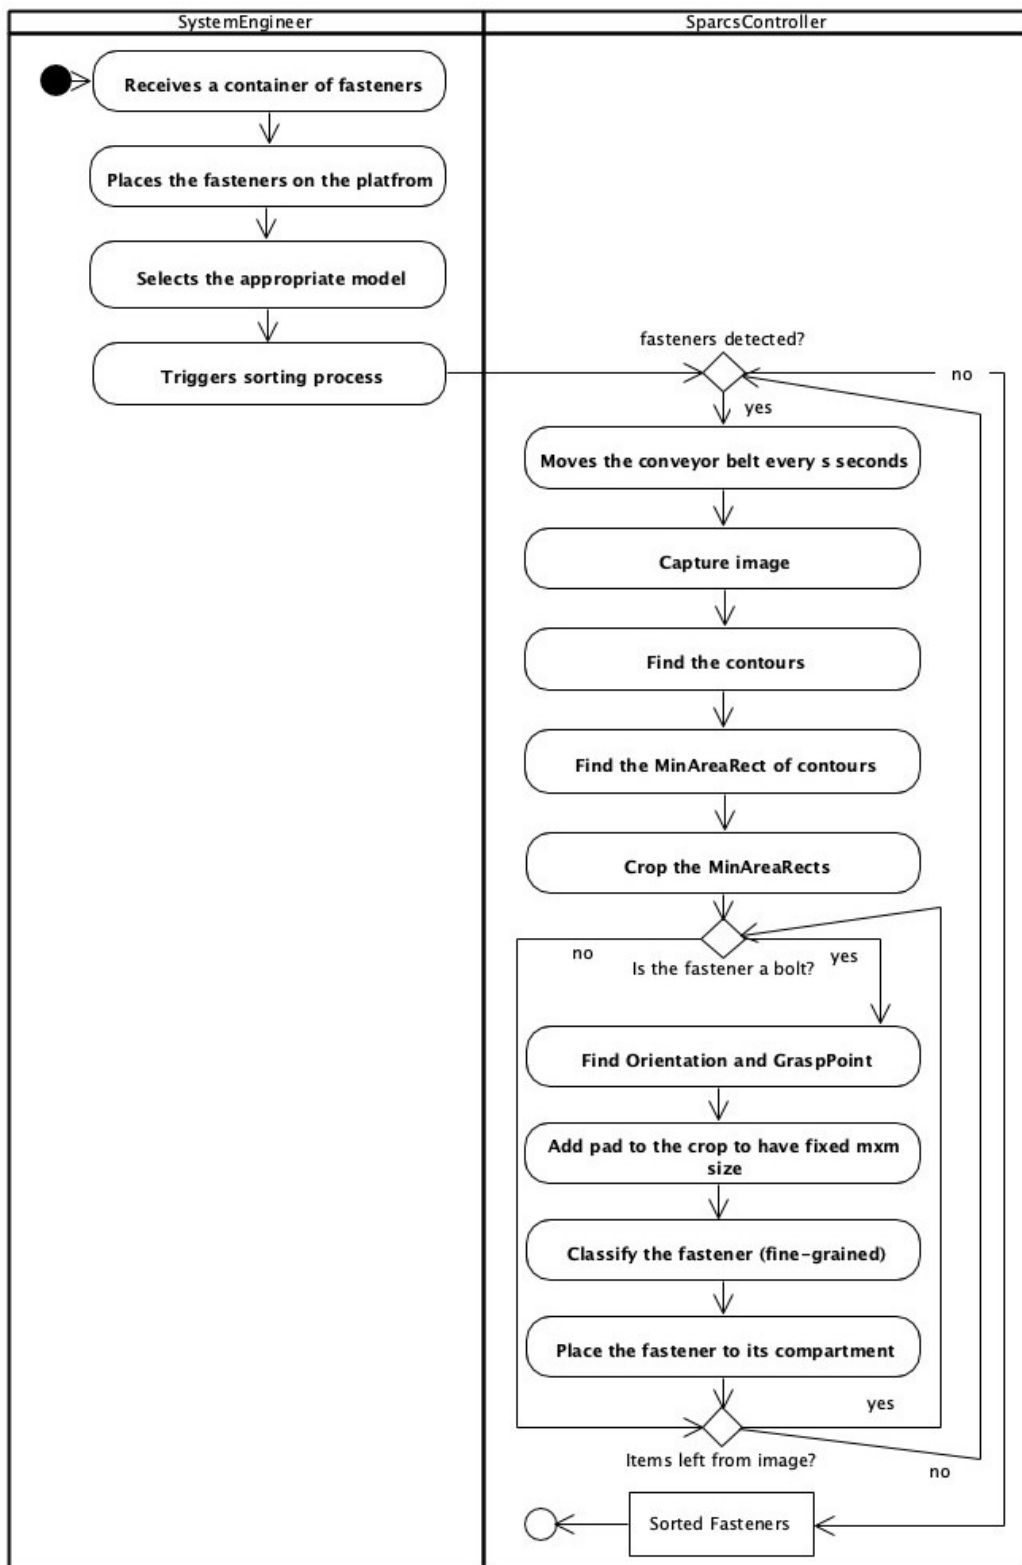 SystemEngineer
SparcsController
Receives a container of fasteners
Places the fasteners on the platfrom
Selects the appropriate model
Triggers sorting process
fasteners detected?
no
yes
Moves the conveyor belt every s seconds
Capture image
Find the contours
Find the MinAreaRect of contours
Crop the MinAreaRects
no
Is the fastener a bolt?
yes
Find Orientation and GraspPoint
Add pad to the crop to have fixed mxm
size
Classify the fastener (fine-grained)
Place the fastener to its compartment
yes
Items left from image?
no
Sorted Fasteners